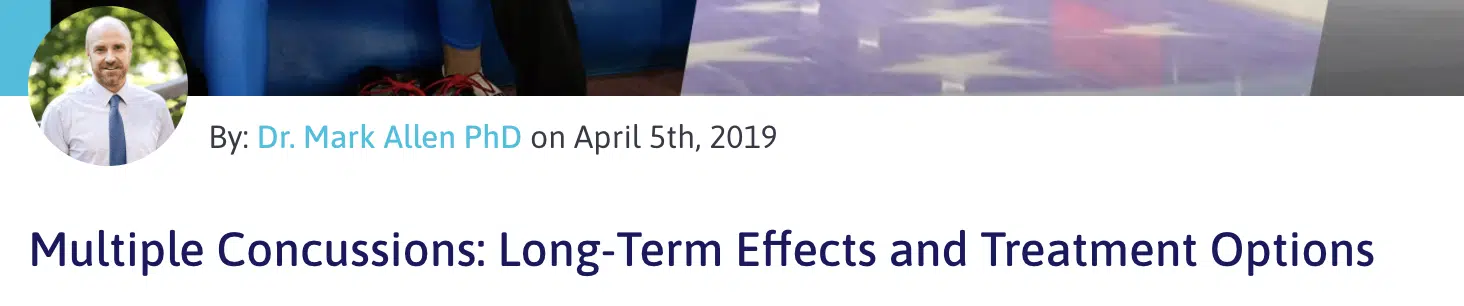 By: Dr. Mark Allen PhD on April 5th, 2019
Multiple Concussions: Long-Term Effects and Treatment Options